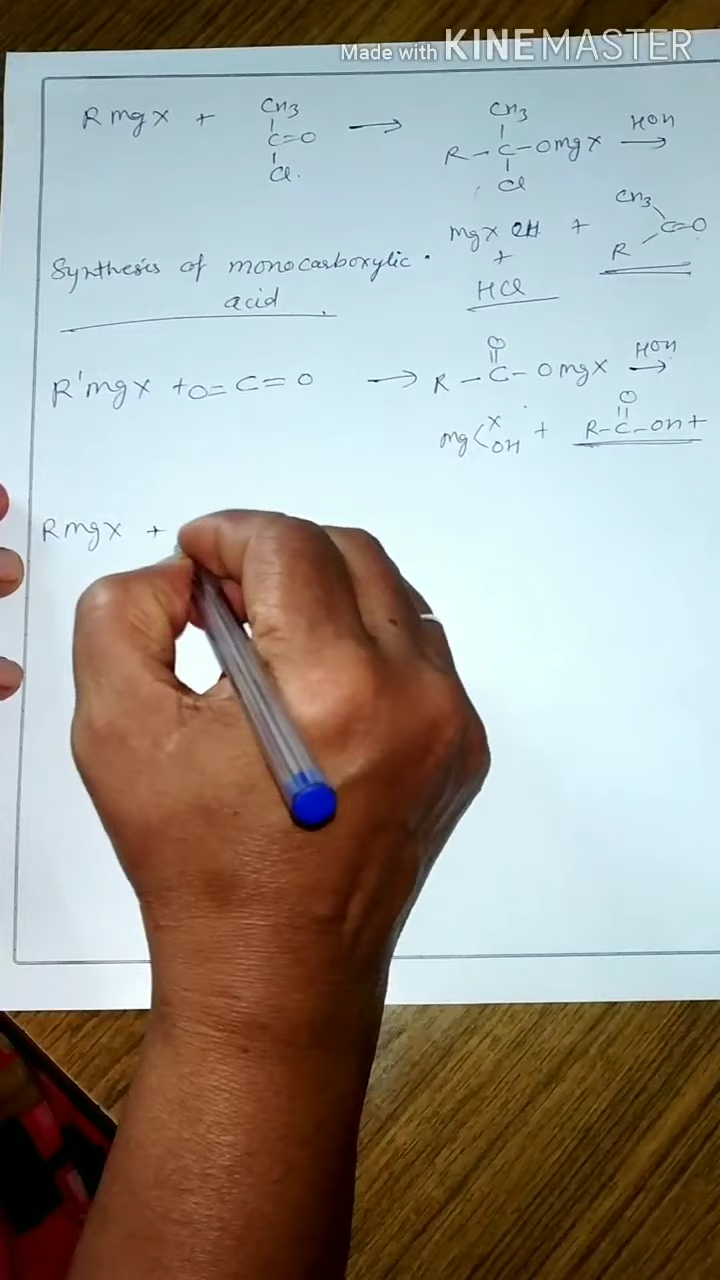 Made with KINEMASTER
Rmgx + CH3 - C=O - Cl. → R-C(CH3)(Cl)-Omgx HOH →
mgx OH + CH3 R C=O
+
HCl
Synthesis of monocarboxylic.
acid
R'mgx + O=C=O → R-C(=O)-Omgx HOH →
mg<X OH + R-C(=O)-OH +
Rmgx +